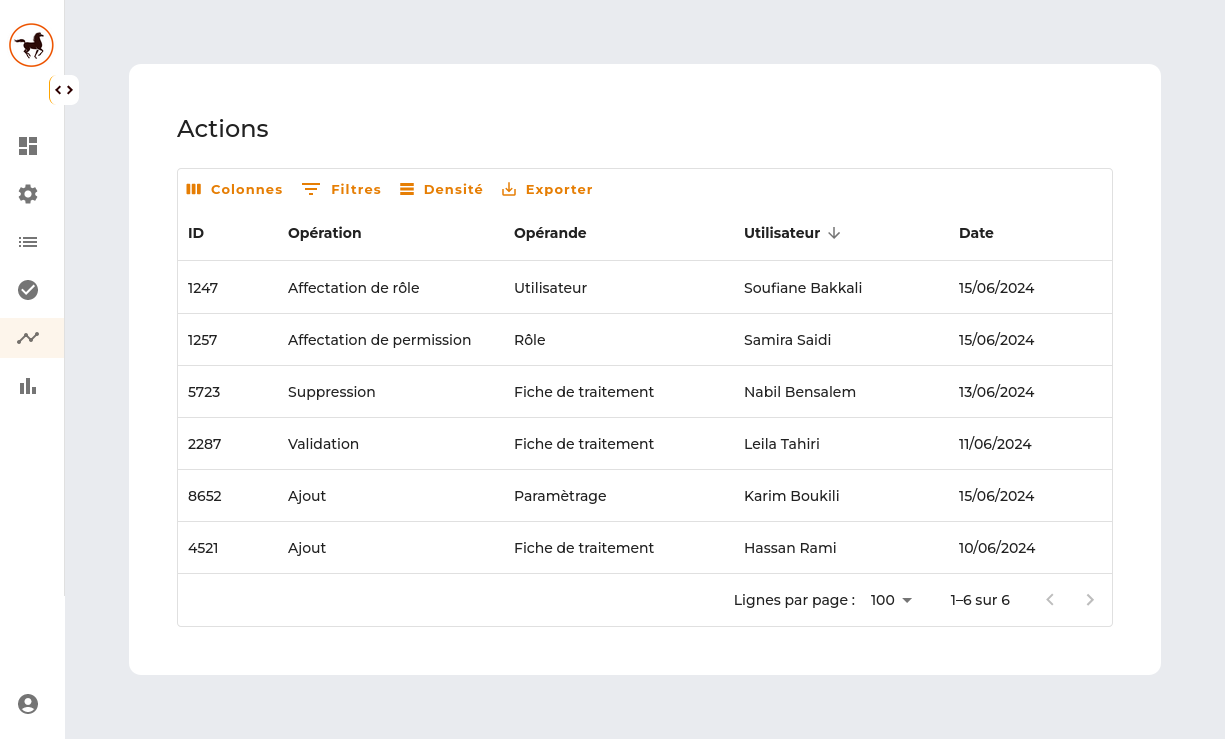 Actions
Colonnes Filtres Densité Exporter
ID Opération Opérande Utilisateur Date
1247 Affectation de rôle Utilisateur Soufiane Bakkali 15/06/2024
1257 Affectation de permission Rôle Samira Saidi 15/06/2024
5723 Suppression Fiche de traitement Nabil Bensalem 13/06/2024
2287 Validation Fiche de traitement Leila Tahiri 11/06/2024
8652 Ajout Paramètrage Karim Boukili 15/06/2024
4521 Ajout Fiche de traitement Hassan Rami 10/06/2024
Lignes par page : 100 1–6 sur 6